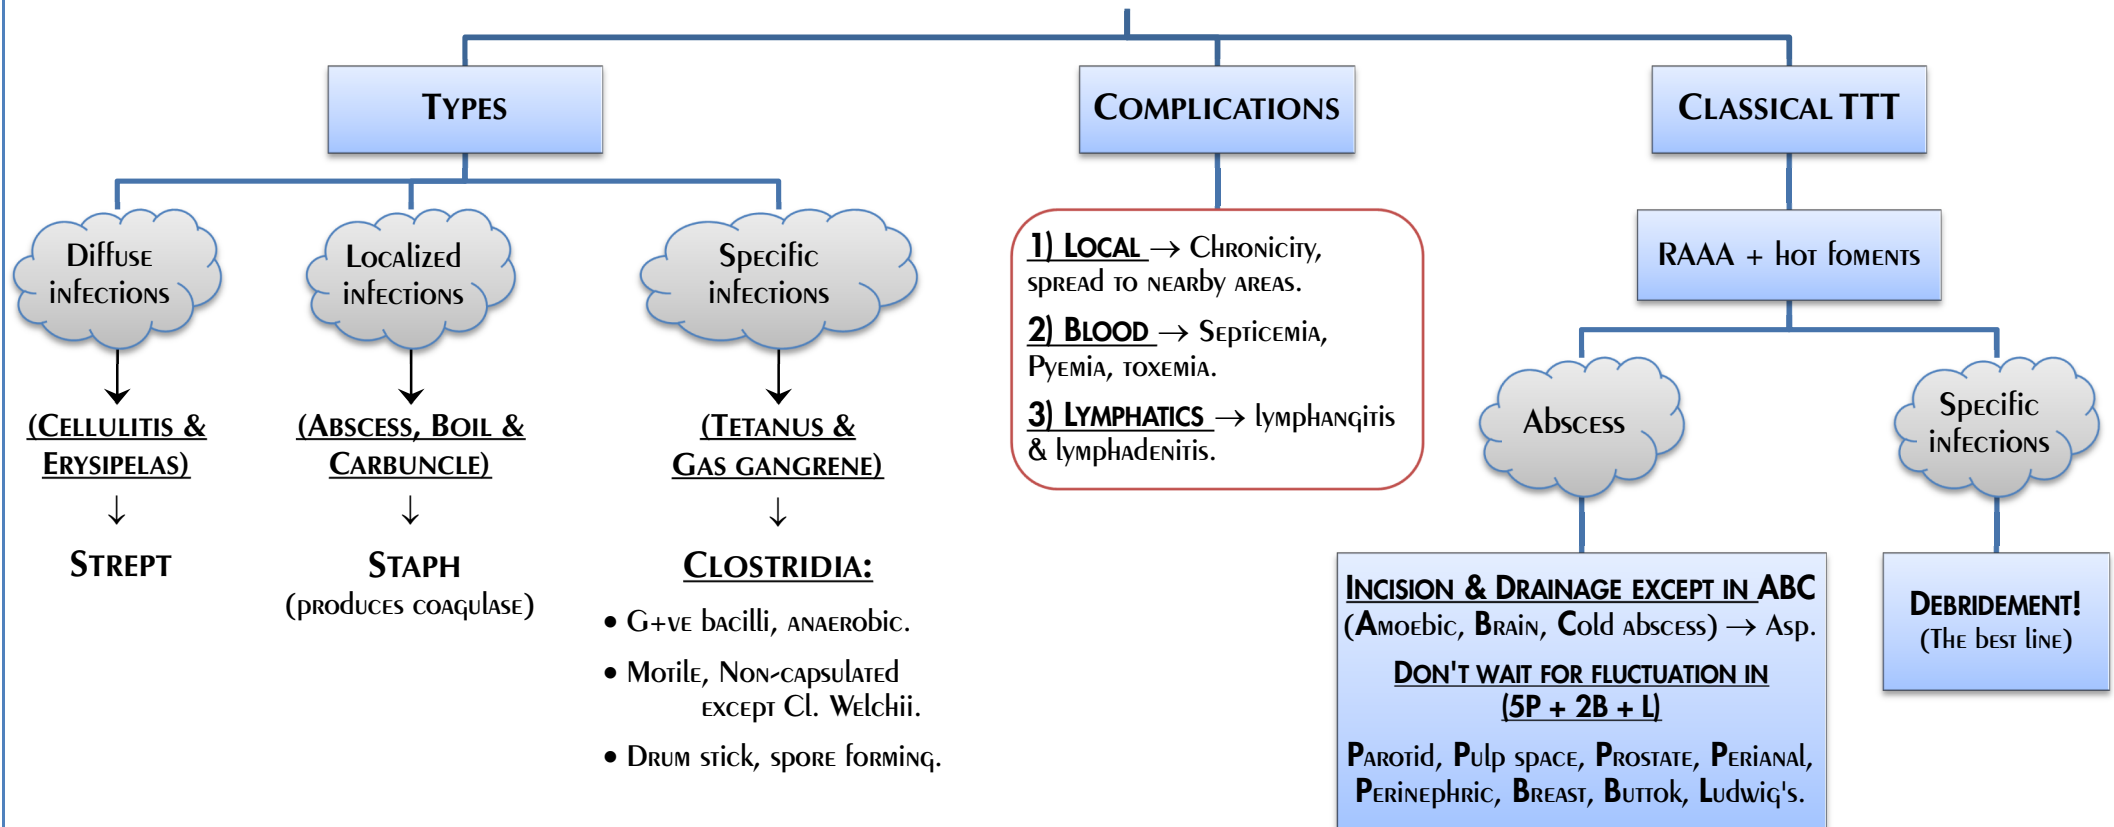 TYPES
Diffuse
infections
(CELLULITIS &
ERYSIPELAS)
↓
STREPT
Localized
infections
(ABSCESS, BOIL &
CARBUNCLE)
↓
STAPH
(produces coagulase)
Specific
infections
(TETANUS &
GAS GANGRENE)
↓
CLOSTRIDIA:
• G+ve bacilli, anaerobic.
• Motile, Non-capsulated
except Cl. Welchii.
• Drum stick, spore forming.
COMPLICATIONS
1) LOCAL → Chronicity,
spread to nearby areas.
2) BLOOD → Septicemia,
Pyemia, toxemia.
3) LYMPHATICS → lymphangitis
& lymphadenitis.
CLASSICAL TTT
RAAA + hot foments
Abscess
INCISION & DRAINAGE EXCEPT IN ABC
(Amoebic, Brain, Cold abscess) → Asp.
DON'T WAIT FOR FLUCTUATION IN
(5P + 2B + L)
Parotid, Pulp space, Prostate, Perianal,
Perinephric, Breast, Buttok, Ludwig's.
Specific
infections
DEBRIDEMENT!
(The best line)